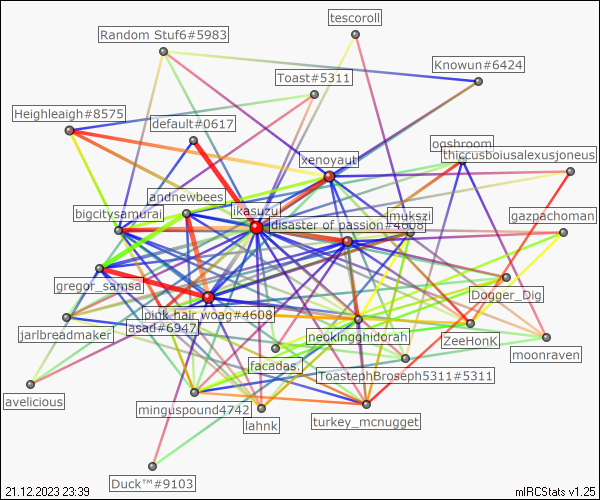 tescoroll
Random Stuf6#5983
Knowun#6424
Toast#5311
Heighleaigh#8575
default#0617
ogshroom
thiccusboiusalexusjoneus
xenoyaut
andnewbees
bigcitysamurai
ikasuzu
mukszi
gazpachoman
disaster of passion#4608
gregor_samsa
Dogger_Dig
pink hair woag#4608
asad#6947
jarlbreadmaker
neokingghidorah
ZeeHonK
moonraven
facadas.
ToastephBroseph5311#5311
avelicious
minguspound4742
lahnk
turkey_mcnugget
Duck™#9103
21.12.2023 23:39
mIRCStats v1.25